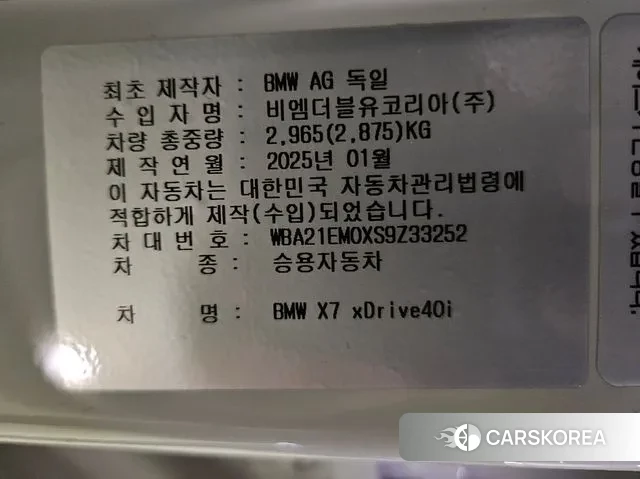 최초 제작자 : BMW AG 독일
수 입 자 명 : 비엠더블유코리아(주)
차량 총중량 : 2,965(2,875)KG
제 작 연 월 : 2025년 01월
이 자동차는 대한민국 자동차관리법령에
적합하게 제작(수입)되었습니다.
차 대 번 호 : WBA21EM0XS9Z33252
차 종 : 승용자동차
차 명 : BMW X7 xDrive40i
CARSKOREA